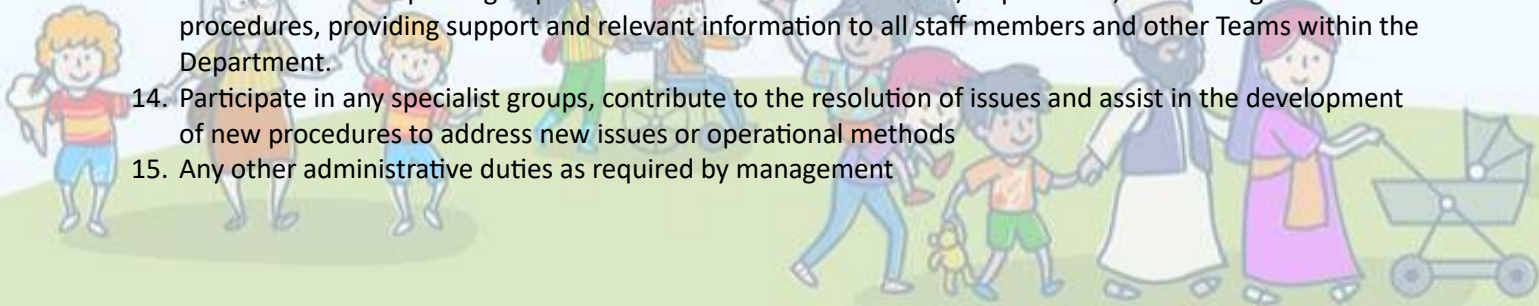 procedures, providing support and relevant information to all staff members and other Teams within the
Department.
14. Participate in any specialist groups, contribute to the resolution of issues and assist in the development
of new procedures to address new issues or operational methods
15. Any other administrative duties as required by management